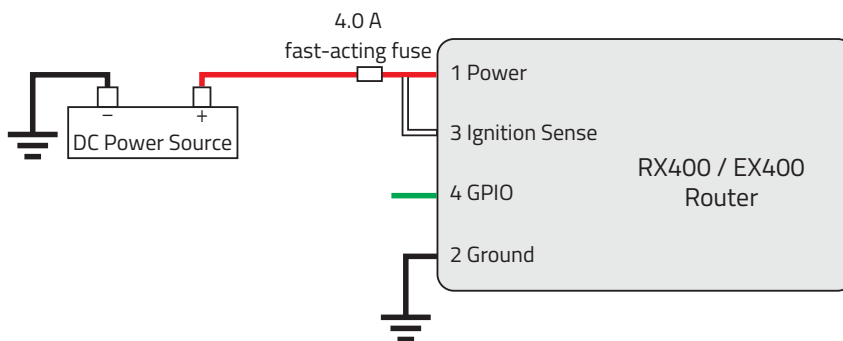 4.0 A
fast-acting fuse
1 Power
− +
DC Power Source
3 Ignition Sense
RX400 / EX400
Router
4 GPIO
2 Ground